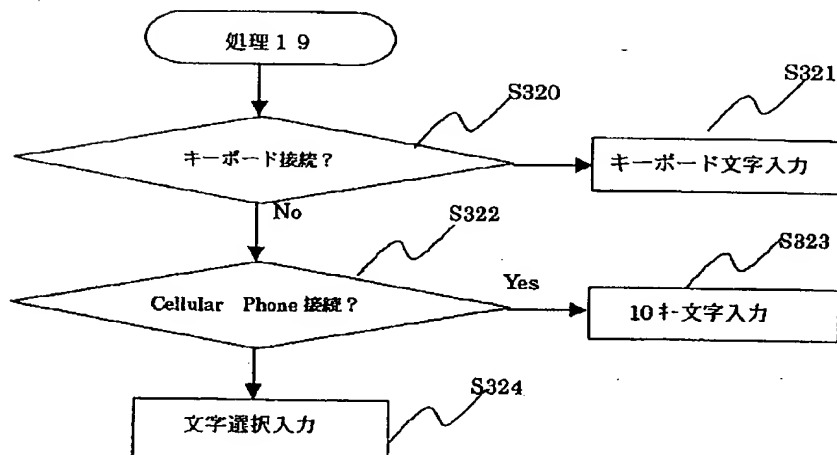 処理１９
S320
S321
キーボード接続？
キーボード文字入力
No
S322
S323
Cellular Phone 接続？
Yes
10キー文字入力
S324
文字選択入力